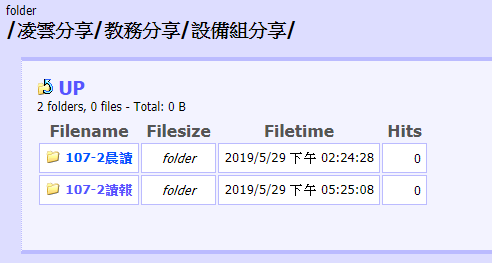 folder
/凌雲分享/教務分享/設備組分享/
UP
2 folders, 0 files - Total: 0 B
Filename Filesize Filetime Hits
107-2晨讀 folder 2019/5/29 下午 02:24:28 0
107-2讀報 folder 2019/5/29 下午 05:25:08 0